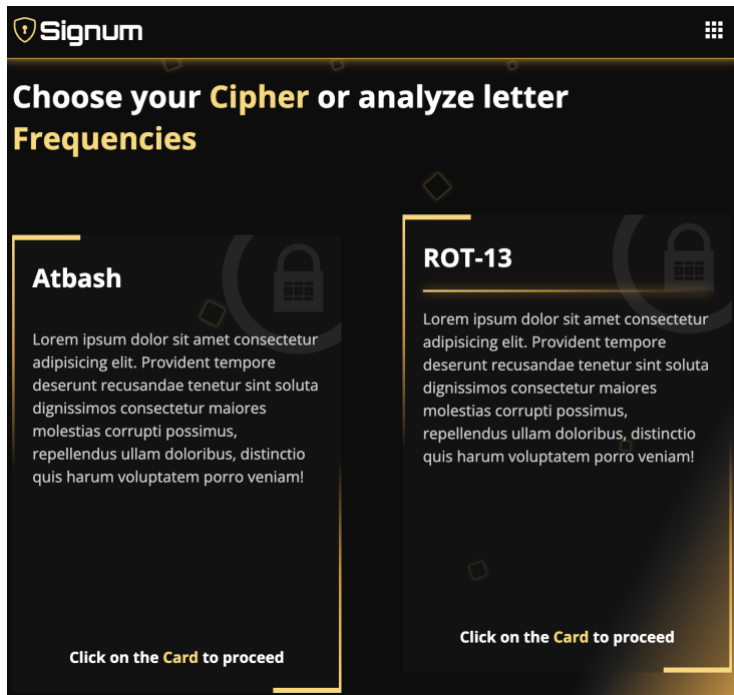 Signum
Choose your Cipher or analyze letter
Frequencies
Atbash
Lorem ipsum dolor sit amet consectetur
adipisicing elit. Provident tempore
deserunt recusandae tenetur sint soluta
dignissimos consectetur maiores
molestias corrupti possimus,
repellendus ullam doloribus, distinctio
quis harum voluptatem porro veniam!
Click on the Card to proceed
ROT-13
Lorem ipsum dolor sit amet consectetur
adipisicing elit. Provident tempore
deserunt recusandae tenetur sint soluta
dignissimos consectetur maiores
molestias corrupti possimus,
repellendus ullam doloribus, distinctio
quis harum voluptatem porro veniam!
Click on the Card to proceed